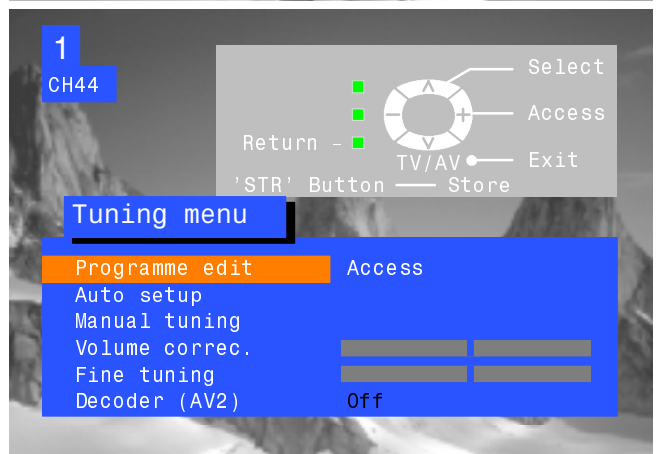 1
CH44
Select
Access
Return
TV/AV
Exit
'STR' Button
Store
Tuning menu
Programme edit Access
Auto setup
Manual tuning
Volume correc.
Fine tuning
Decoder (AV2) Off